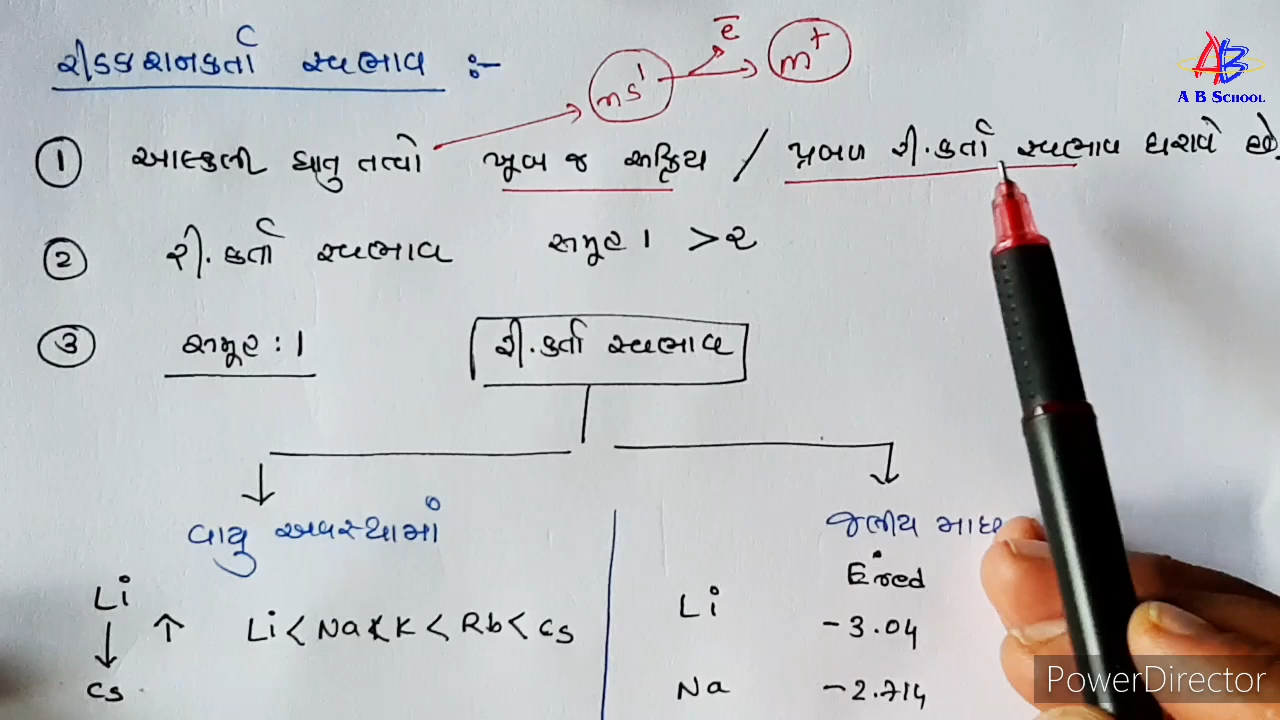 રીડકશનકર્તા સ્વભાવ :-
ns¹ → e⁻ → m⁺
AB
A B SCHOOL
① આલ્કલી ધાતુ તત્વો ખૂબ જ સક્રિય / પ્રબળ રી.કર્તા સ્વભાવ ધરાવે છે.
② રી.કર્તા સ્વભાવ સમૂહ 1 > ૨
③ સમૂહ : 1 રી.કર્તા સ્વભાવ
વાયુ અવસ્થામાં
જલીય માધ્ય
E°red
Li ↑ Li < Na < K < Rb < Cs
Li -3.04
Cs
Na -2.714
PowerDirector